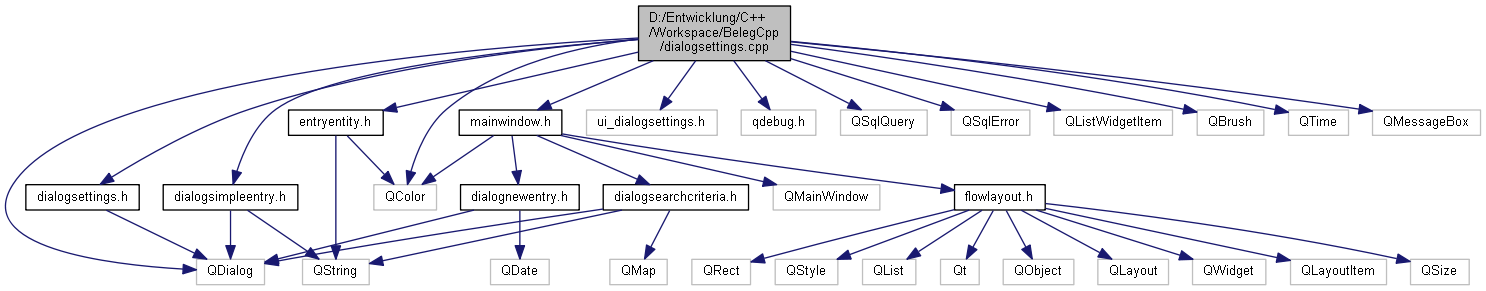 D:/Entwicklung/C++
/Workspace/BelegCpp
/dialogsettings.cpp
entryentity.h
mainwindow.h
ui_dialogsettings.h
qdebug.h
QSqlQuery
QSqlError
QListWidgetItem
QBrush
QTime
QMessageBox
dialogsettings.h
dialogsimpleentry.h
QColor
dialognewentry.h
dialogsearchcriteria.h
QMainWindow
flowlayout.h
QDialog
QString
QDate
QMap
QRect
QStyle
QList
Qt
QObject
QLayout
QWidget
QLayoutItem
QSize